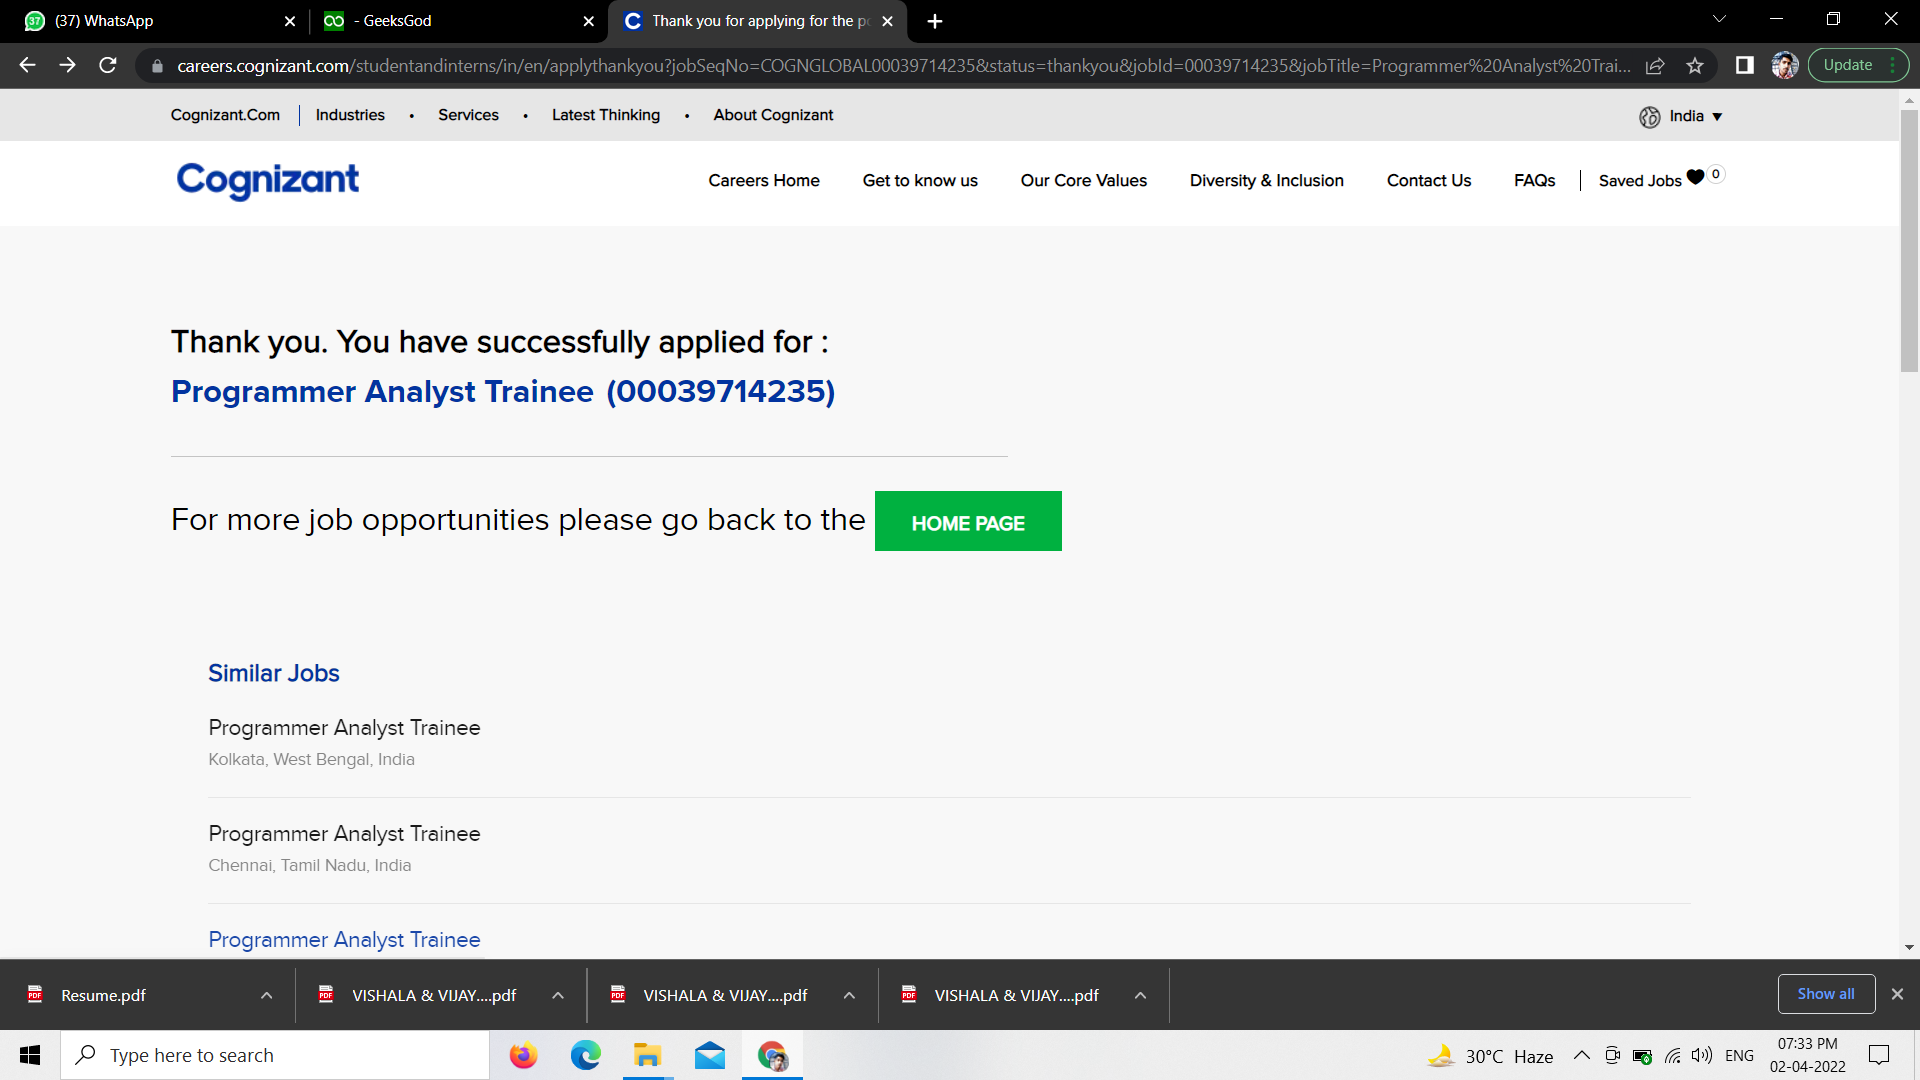 (37) WhatsApp
- GeeksGod
Thank you for applying for the po
careers.cognizant.com/studentandinterns/in/en/applythankyou?jobSeqNo=COGNGLOBAL00039714235&status=thankyou&jobId=00039714235&jobTitle=Programmer%20Analyst%20Trai...
Update
Cognizant.Com
Industries • Services • Latest Thinking • About Cognizant
India
Cognizant
Careers Home
Get to know us
Our Core Values
Diversity & Inclusion
Contact Us
FAQs
Saved Jobs 0
Thank you. You have successfully applied for :
Programmer Analyst Trainee (00039714235)
For more job opportunities please go back to the HOME PAGE
Similar Jobs
Programmer Analyst Trainee
Kolkata, West Bengal, India
Programmer Analyst Trainee
Chennai, Tamil Nadu, India
Programmer Analyst Trainee
Resume.pdf
VISHALA & VIJAY....pdf
VISHALA & VIJAY....pdf
VISHALA & VIJAY....pdf
Show all
Type here to search
30°C Haze
ENG
07:33 PM
02-04-2022